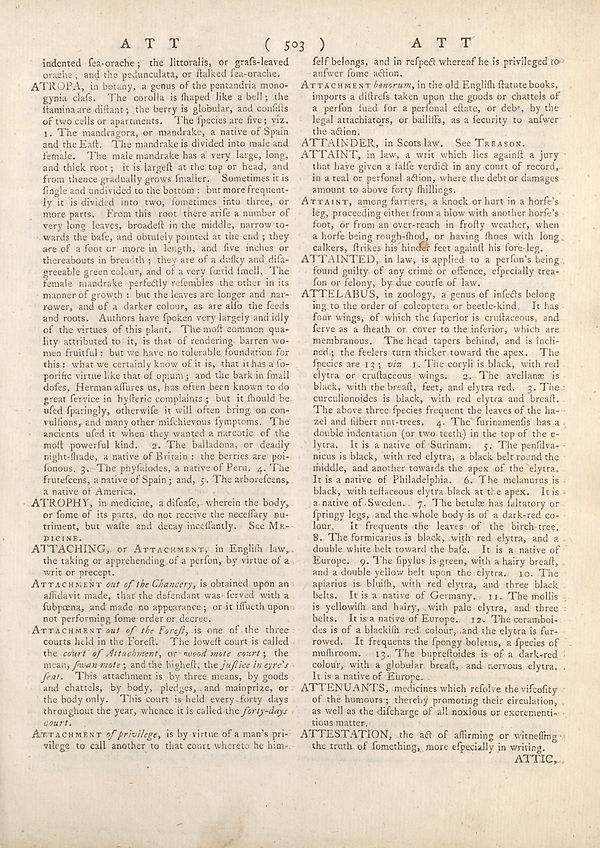 A T T ( 503 ) A T T
indented ſea-orache; the littoralis, or graſs-leaved
orache; and the pedunculata, or ſtalked ſea-orache.
ATROPA, in botany, a genus of the pentandria mono-
gynia claſs. The corolla is ſhaped like a bell; the
ſtamina are diſtant; the berry is globular, and conſiſts
of two cells or apartments. The ſpecies are five; viz.
1. The mandragora, or mandrake, a native of Spain
and the Eaſt. The mandrake is divided into male and
female. The male mandrake has a very large, long,
and thick root; it is largeſt at the top or head, and
from thence gradually grows ſmaller. Sometimes it is
ſingle and undivided to the bottom: but more frequent-
ly it is divided into two, ſometimes into three, or
more parts. From this root there ariſe a number of
very long leaves, broadeſt in the middle, narrow to-
wards the baſe, and obtuſely pointed at the end; they
are of a foot or more in length, and five inches or
thereabouts in breadth; they are of a duſky and diſa-
greeable green colour, and of a very fœtid ſmell. The
female mandrake perfectly reſembles the other in its
manner of growth: but the leaves are longer and nar-
rower, and of a darker colour, as are alſo the ſeeds
and roots. Authors have ſpoken very largely and idly
of the virtues of this plant. The moſt common qua-
lity attributed to it, is that of rendering barren wo-
men fruitful: but we have no tolerable foundation for
this: what we certainly know of it is, that it has a ſo-
porific virtue like that of opium; and the bark in ſmall
doſes, Herman aſſures us, has often been known to do
great ſervice in hyſteric complaints; but it ſhould be
uſed ſparingly, otherwiſe it will often bring on con-
vulſions, and many other miſchievous ſymptoms. The
ancients uſed it when they wanted a narcotic of the
moſt powerful kind. 2. The balladona, or deadly
night-ſhade, a native of Britain: the berries are poi-
ſonous. 3. The phyſalodes, a native of Peru. 4. The
fruteſcens, a native of Spain; and, 5. The arboreſcens,
a native of America.
ATROPHY, in medicine, a diſeaſe, wherein the body,
or ſome of its parts, do not receive the neceſſary nu-
triment, but waſte and decay inceſſantly. See ME-
DICINE.
ATTACHING, or ATTACHMENT, in Engliſh law,
the taking or apprehending of a perſon, by virtue of a
writ or precept.
ATTACHMENT out of the Chancery, is obtained upon an
affidavit made, that the defendant was ſerved with a
ſubpœna, and made no appearance; or it iſſueth upon
not performing ſome order or decree.
ATTACHMENT out of the Foreſt, is one of the three
courts held in the Foreſt. The loweſt court is called
the court of Attachment, or wood mote court; the
mean, ſwan mote; and the higheſt, the juſtice in eyre's
ſeat. This attachment is by three means, by goods
and chattels, by body, pledges, and mainprize, or
the body only. This court is held every forty days
throughout the year, whence it is called the forty-days
court.
ATTACHMENT of privilege, is by virtue of a man's pri-
vilege to call another to that court whereto he him-
ſelf belongs, and in reſpect whereof he is privileged to
anſwer ſome action.
ATTACHMENT bonorum, in the old Engliſh ſtatute books,
imports a diſtreſs taken upon the goods or chattels of
a perſon ſued for a perſonal eſtate, or debt, by the
legal attachiators, or bailiffs, as a ſecurity to anſwer
the action.
ATTAINDER, in Scots law. See TREASON.
ATTAINT, in law, a writ which lies againſt a jury
that have given a falſe verdict in any court of record,
in a real or perſonal action, where the debt or damages
amount to above forty ſhillings.
ATTAINT, among farriers, a knock or hurt in a horſe's
leg, proceeding either from a blow with another horſe's
foot, or from an over-reach in froſty weather, when
a horſe being rough-ſhod, or having ſhoes with long
calkers, ſtrikes his hinder feet againſt his fore-leg.
ATTAINTED, in law, is applied to a perſon's being
found guilty of any crime or offence, eſpecially trea-
ſon or felony, by due courſe of law.
ATTELABUS, in zoology, a genus of inſects belong
ing to the order of coleoptera or beetle-kind. It has
four wings, of which the ſuperior is cruſtaceous, and
ſerve as a ſheath or cover to the inferior, which are
membranous. The head tapers behind, and is incli-
ned; the feelers turn thicker toward the apex. The
ſpecies are 13; viz. 1. The coryli is black, with red
elytra or cruſtaceous wings. 2. The avellanæ is
black, with the breaſt, feet, and elytra red. 3. The
curculionoides is black, with red elytra and breaſt.
The above three ſpecies frequent the leaves of the ha-
zel and filbert nut-trees. 4. The ſurinamenſis has a
double indentation (or two teeth) in the top of the e-
lytra. It is a native of Surinam. 5. The penſilva-
nicus is black, with red elytra, a black belt round the
middle, and another towards the apex of the elytra.
It is a native of Philadelphia. 6. The melanurus is
black, with teſtaceous elytra black at the apex. It is
a native of Sweden. 7. The betulæ has ſaltatory or
ſpringy legs, and the whole body is of a dark-red co-
lour. It frequents the leaves of the birch-tree.
8. The formicarius is black, with red elytra, and a
double white belt toward the baſe. It is a native of
Europe. 9. The ſipylus is green, with a hairy breaſt,
and a double yellow belt upon the elytra. 10. The
apiarius is bluiſh, with red elytra, and three black
belts. It is a native of Germany. 11. The mollis
is yellowiſh and hairy, with pale elytra, and three
belts. It is a native of Europe. 12. The ceramboi-
des is of a blackiſh red colour, and the elytra is fur-
rowed. It frequents the ſpongy boletus, a ſpecies of
muſhroom. 13. The bupreſtoides is of a dark-red
colour, with a globular breaſt, and nervous elytra.
It is a native of Europe.
ATTENUANTS, medicines which reſolve the viſcoſity
of the humours; thereby promoting their circulation,
as well as the diſcharge of all noxious or excrementi-
tious matter.
ATTESTATION, the act of affirming or witneſſing
the truth of ſomething, more eſpecially in writing.
ATTIC,